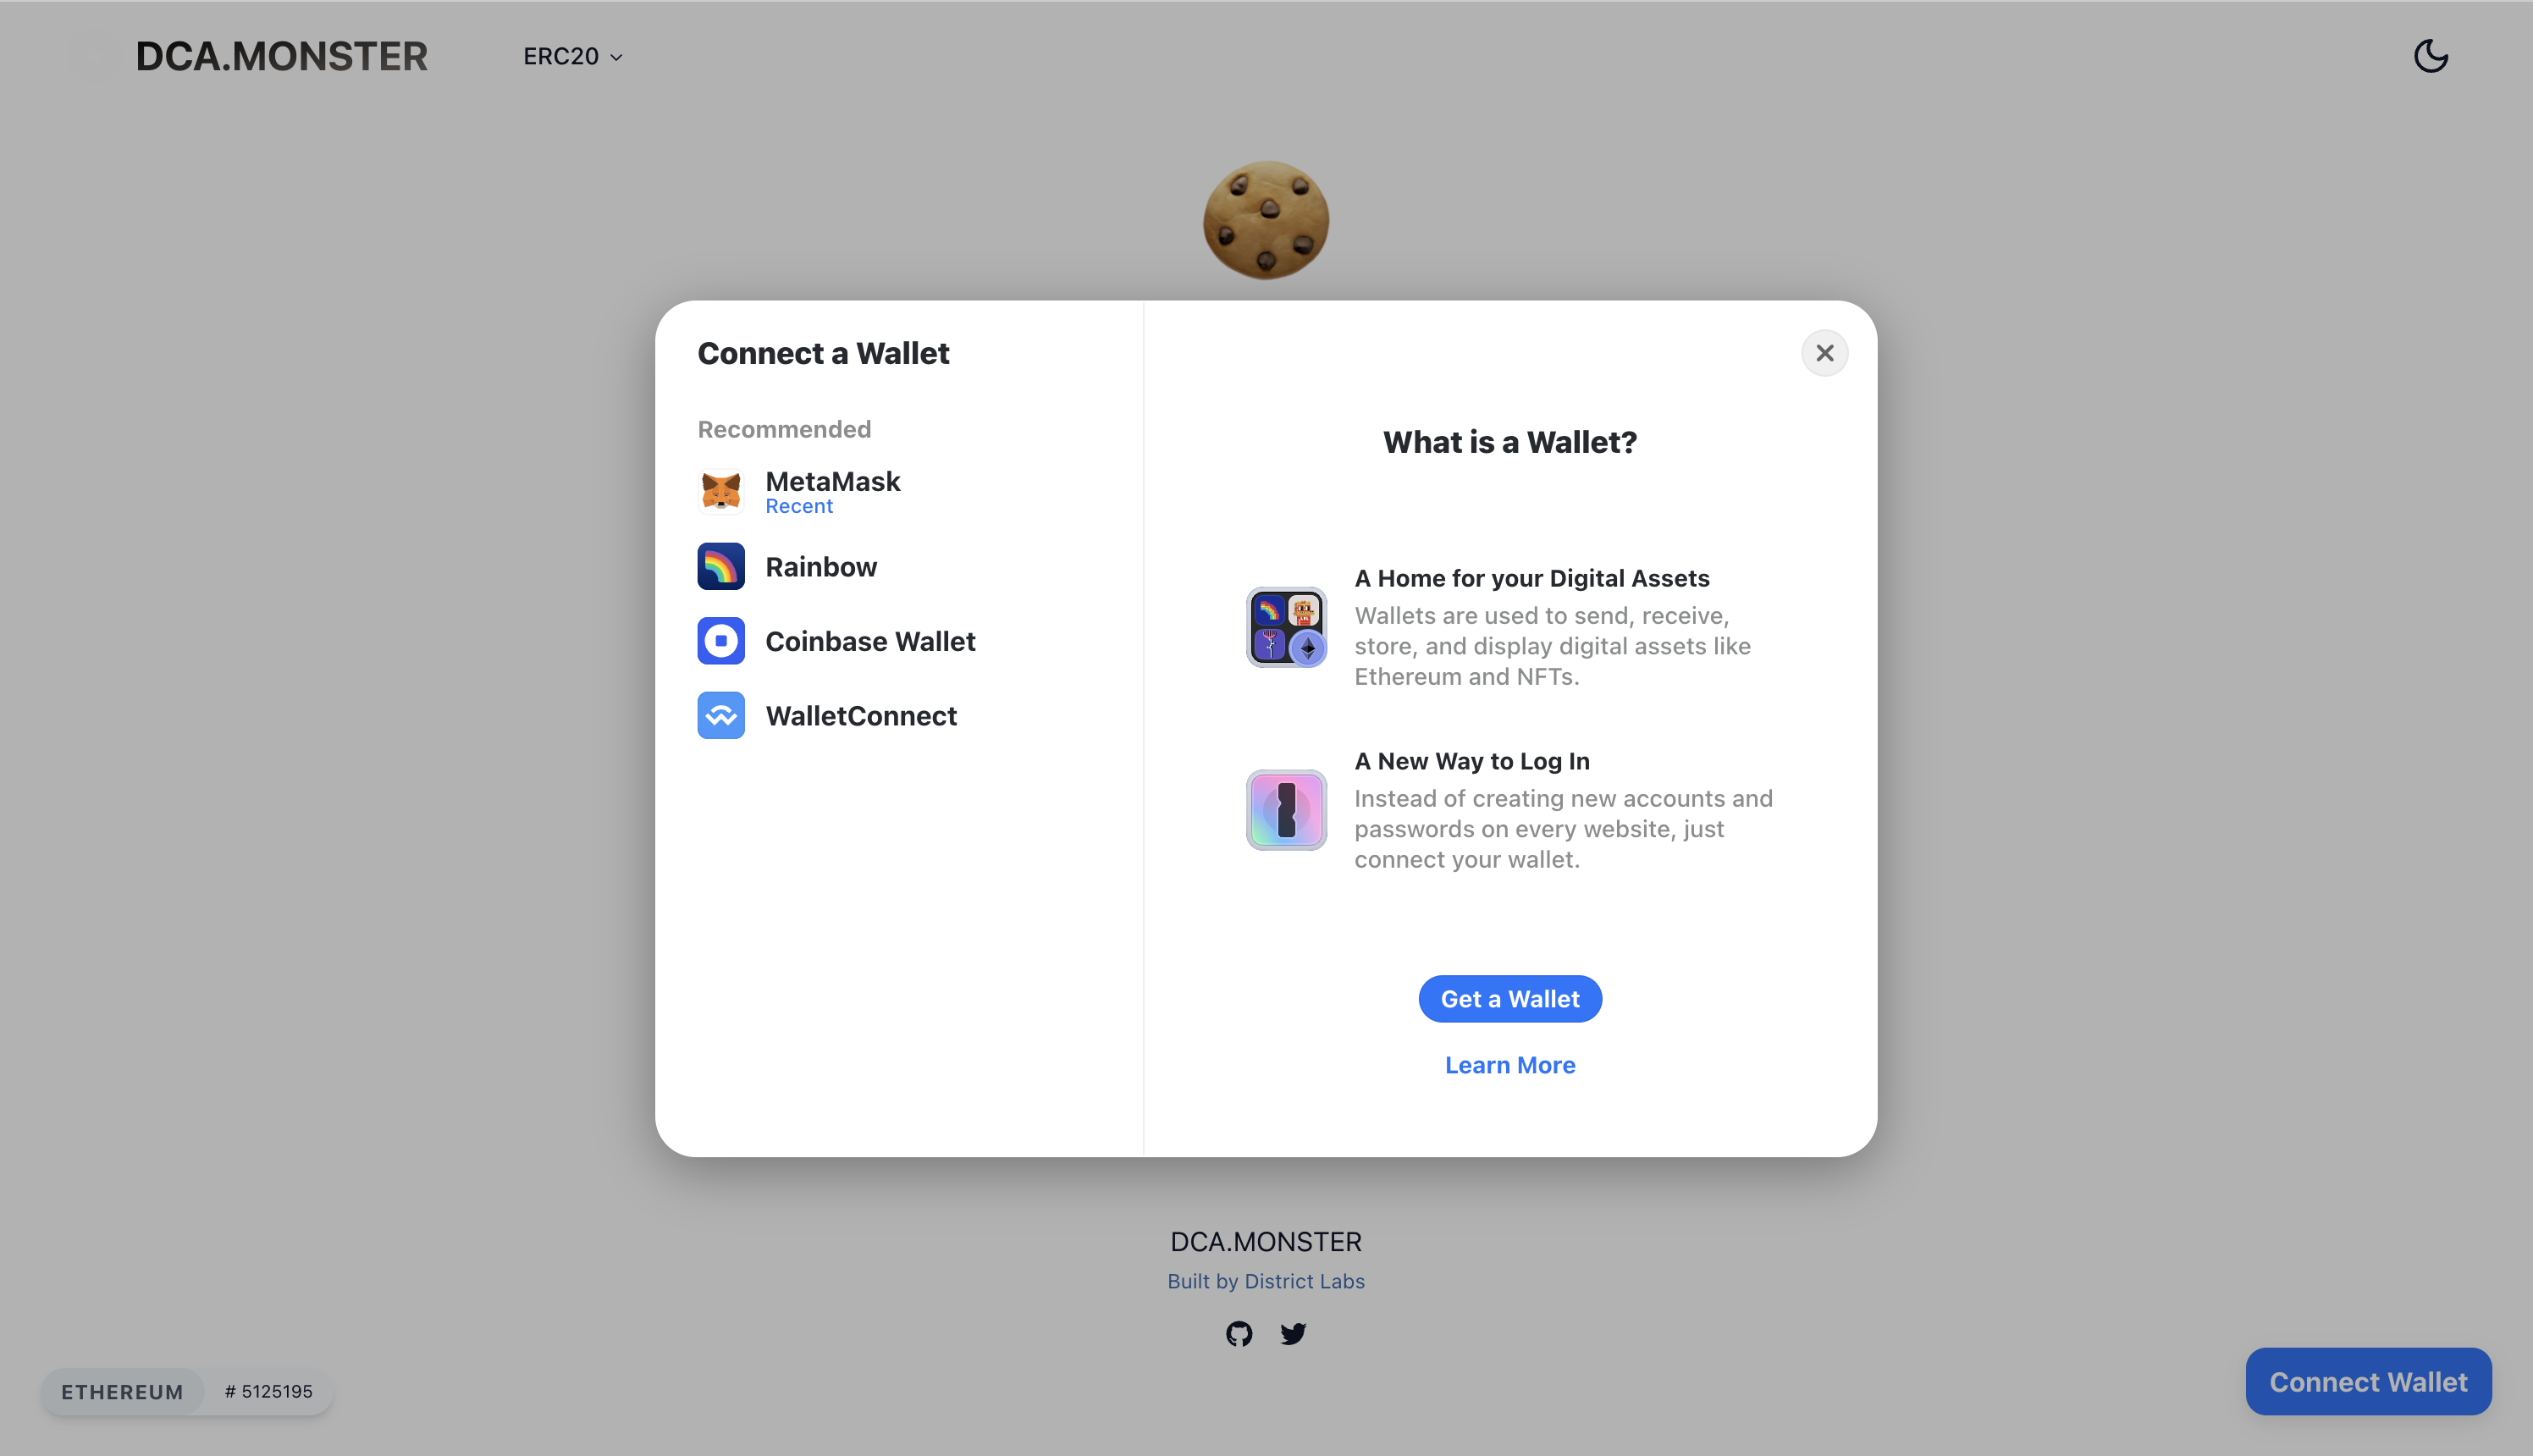 DCA.MONSTER
ERC20
Connect a Wallet
Recommended
MetaMask
Recent
Rainbow
Coinbase Wallet
WalletConnect
What is a Wallet?
A Home for your Digital Assets
Wallets are used to send, receive,
store, and display digital assets like
Ethereum and NFTs.
A New Way to Log In
Instead of creating new accounts and
passwords on every website, just
connect your wallet.
Get a Wallet
Learn More
DCA.MONSTER
Built by District Labs
ETHEREUM # 5125195
Connect Wallet